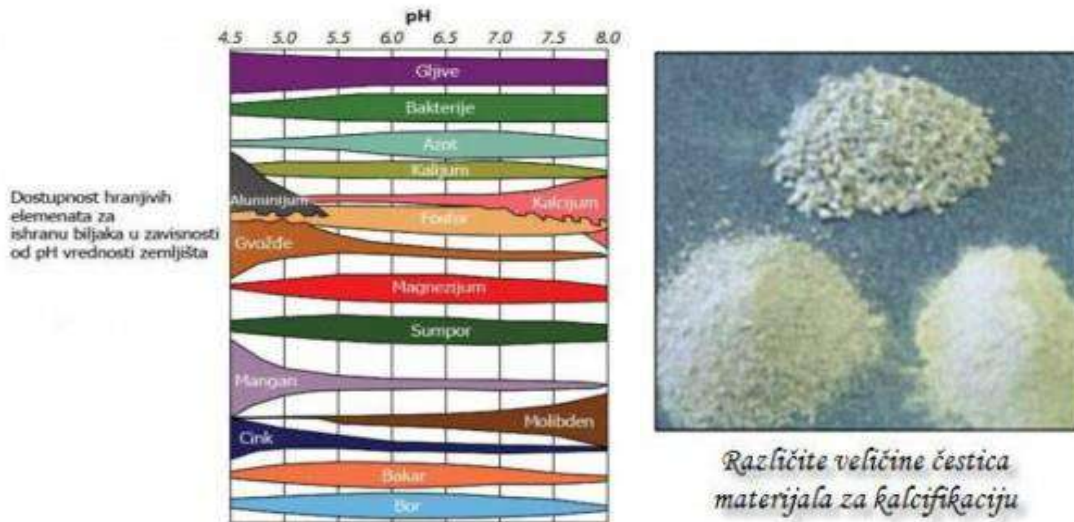 pH
4.5 5.0 5.5 6.0 6.5 7.0 7.5 8.0
Gljive
Bakterije
Azot
Kalijum
Aluminijum
Kalcijum
Fosfor
Gvožđe
Magnezijum
Sumpor
Mangan
Molibden
Cink
Bakar
Bor
Dostupnost hranjivih
elemenata za
ishranu biljaka u zavisnosti
od pH vrednosti zemljišta
Različite veličine čestica
materijala za kalcifikaciju